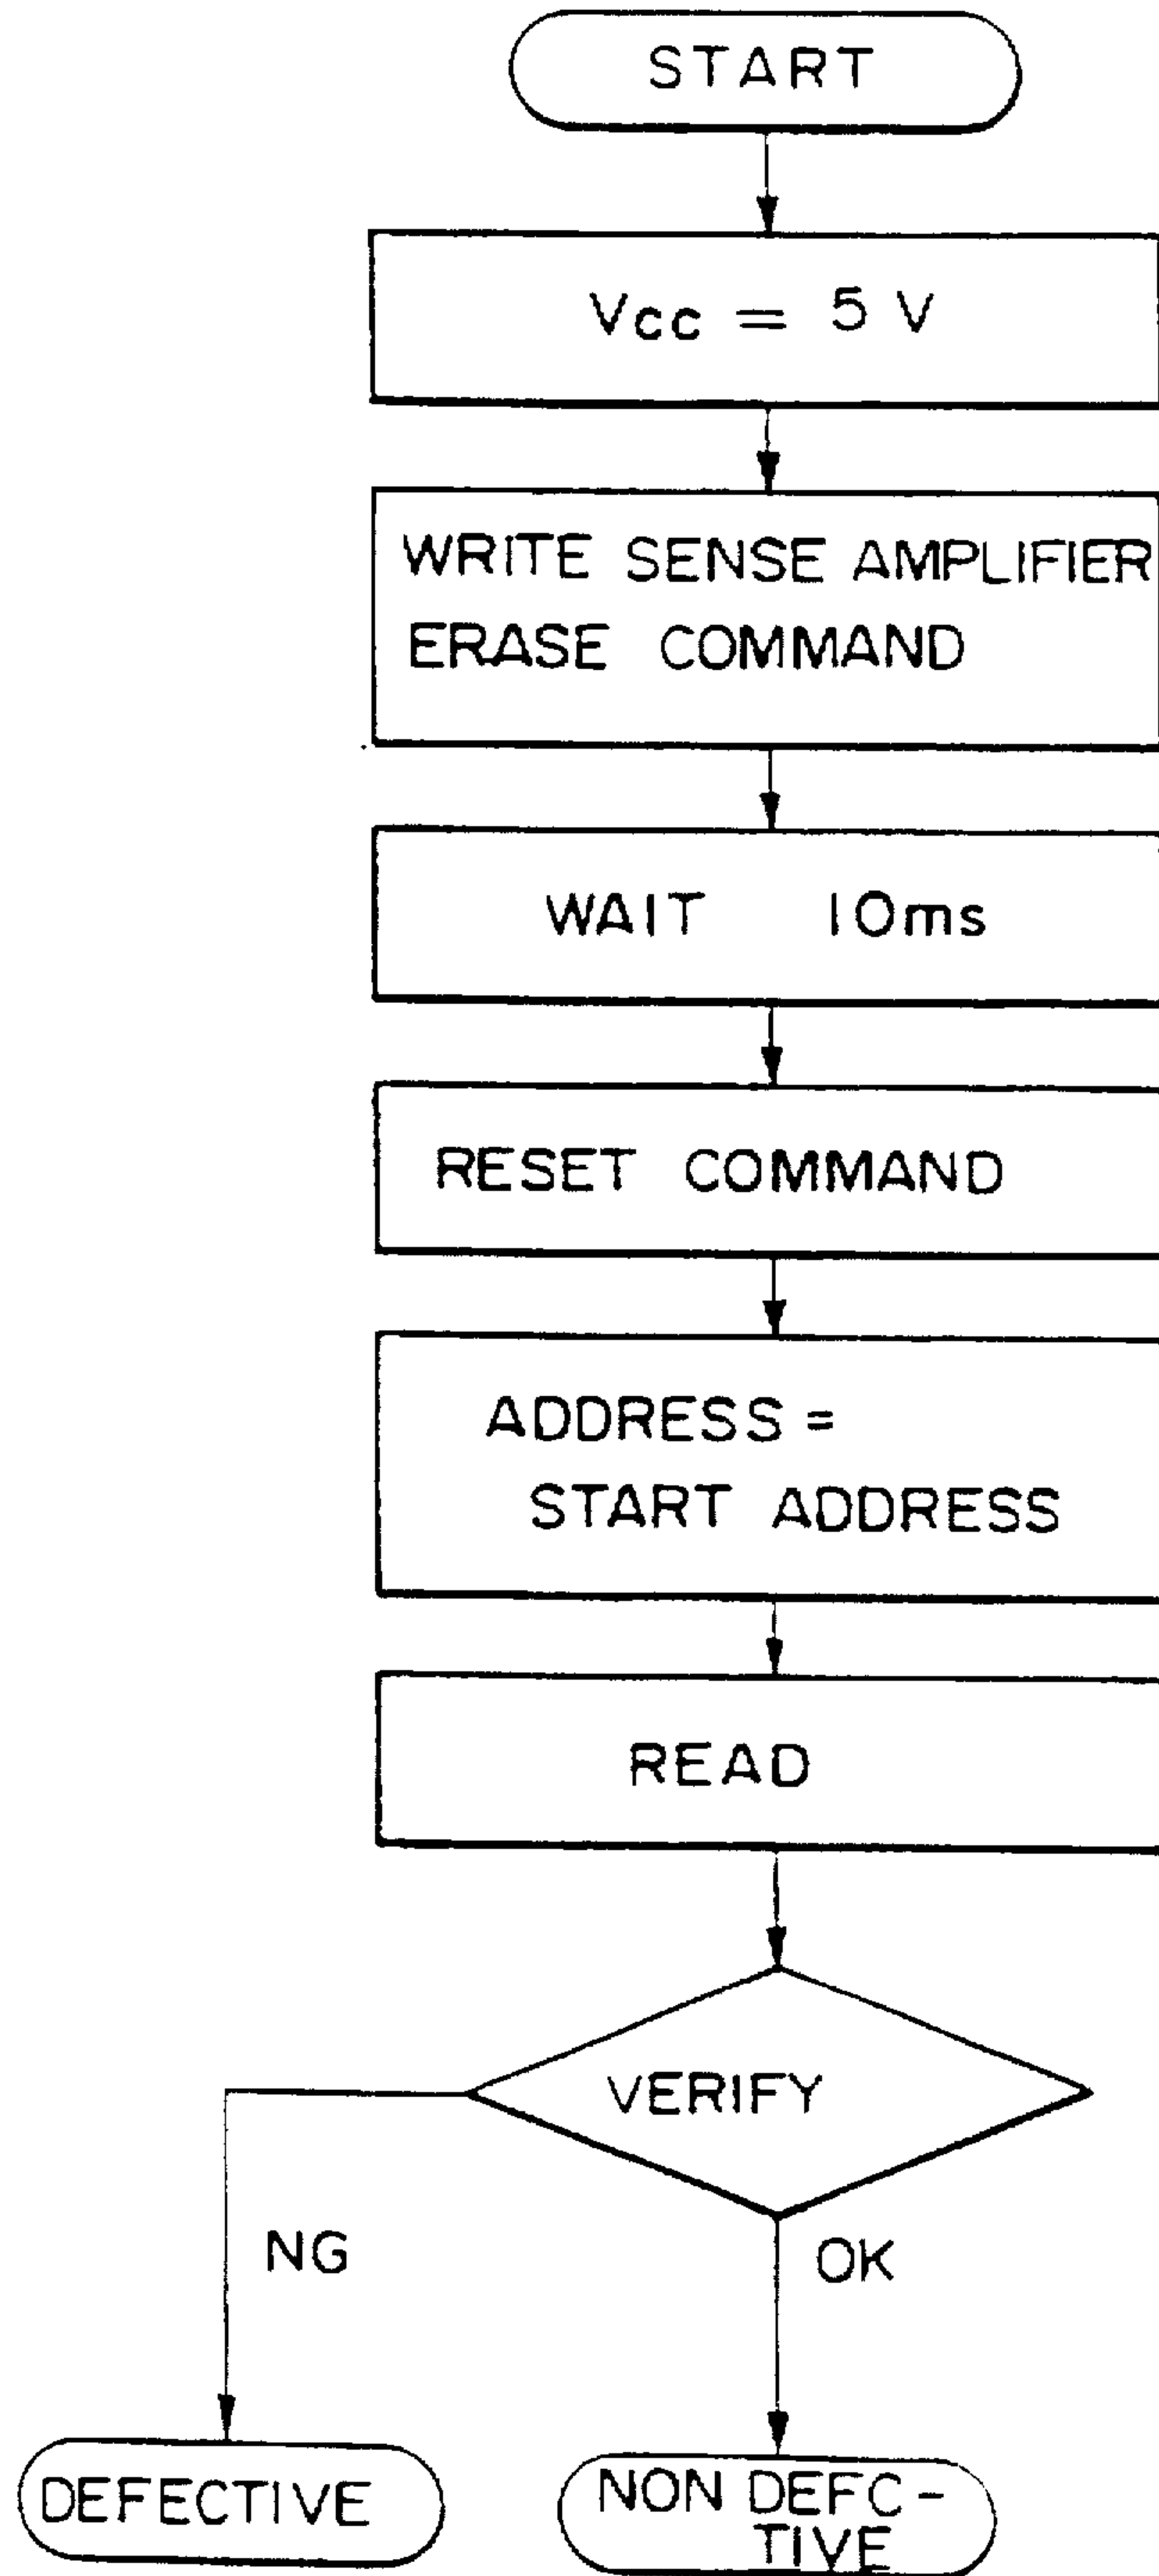 START
Vcc = 5 V
WRITE SENSE AMPLIFIER
ERASE COMMAND
WAIT 10ms
RESET COMMAND
ADDRESS =
START ADDRESS
READ
VERIFY
NG
OK
DEFECTIVE
NON DEFC-
TIVE